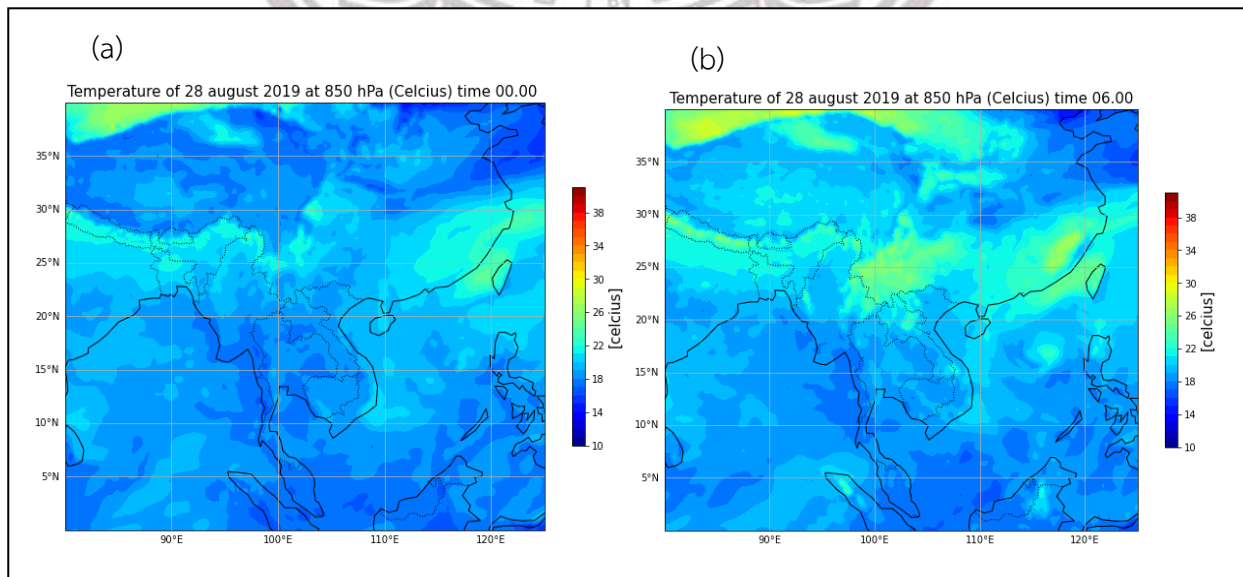 (a)
Temperature of 28 august 2019 at 850 hPa (Celcius) time 00.00
35°N
30°N
25°N
20°N
15°N
10°N
5°N
90°E
100°E
110°E
120°E
38
34
30
26
22
18
14
10
[celcius]
(b)
Temperature of 28 august 2019 at 850 hPa (Celcius) time 06.00
35°N
30°N
25°N
20°N
15°N
10°N
5°N
90°E
100°E
110°E
120°E
38
34
30
26
22
18
14
10
[celcius]